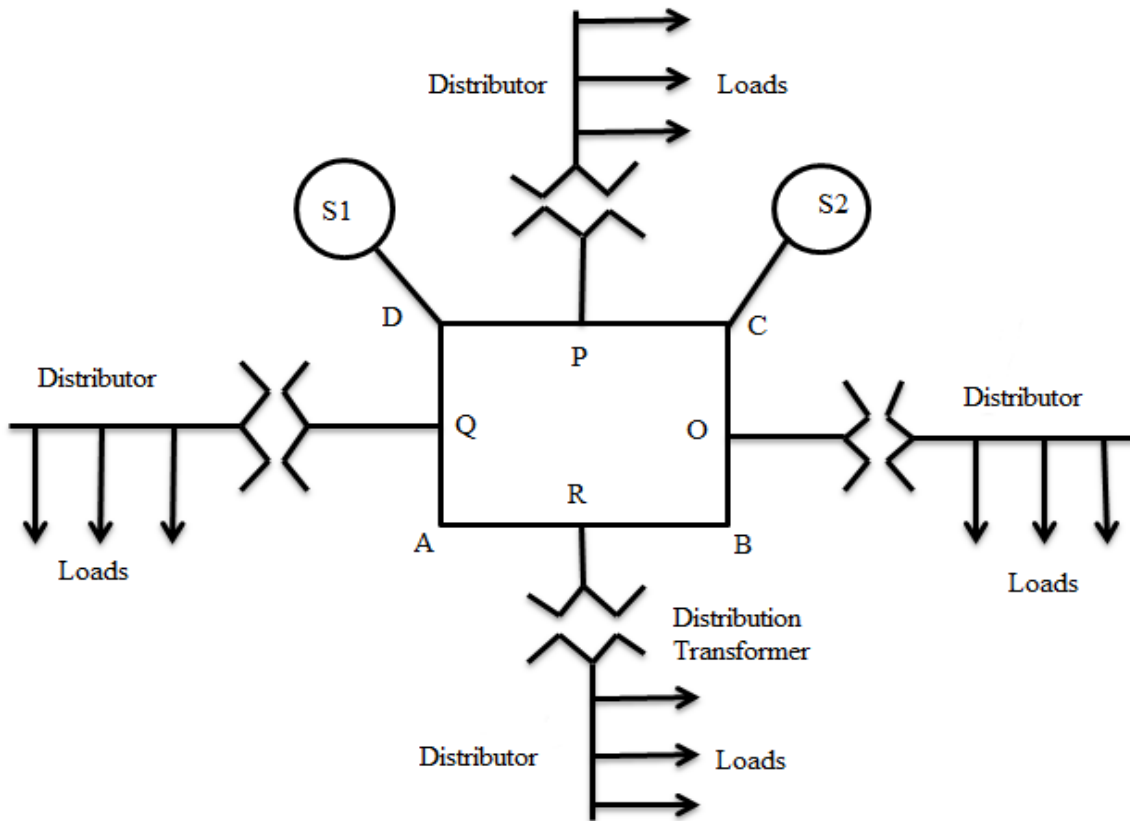 Distributor
Loads
S1
S2
D
C
P
Distributor
Distributor
Q
O
R
A
B
Loads
Loads
Distribution
Transformer
Distributor
Loads